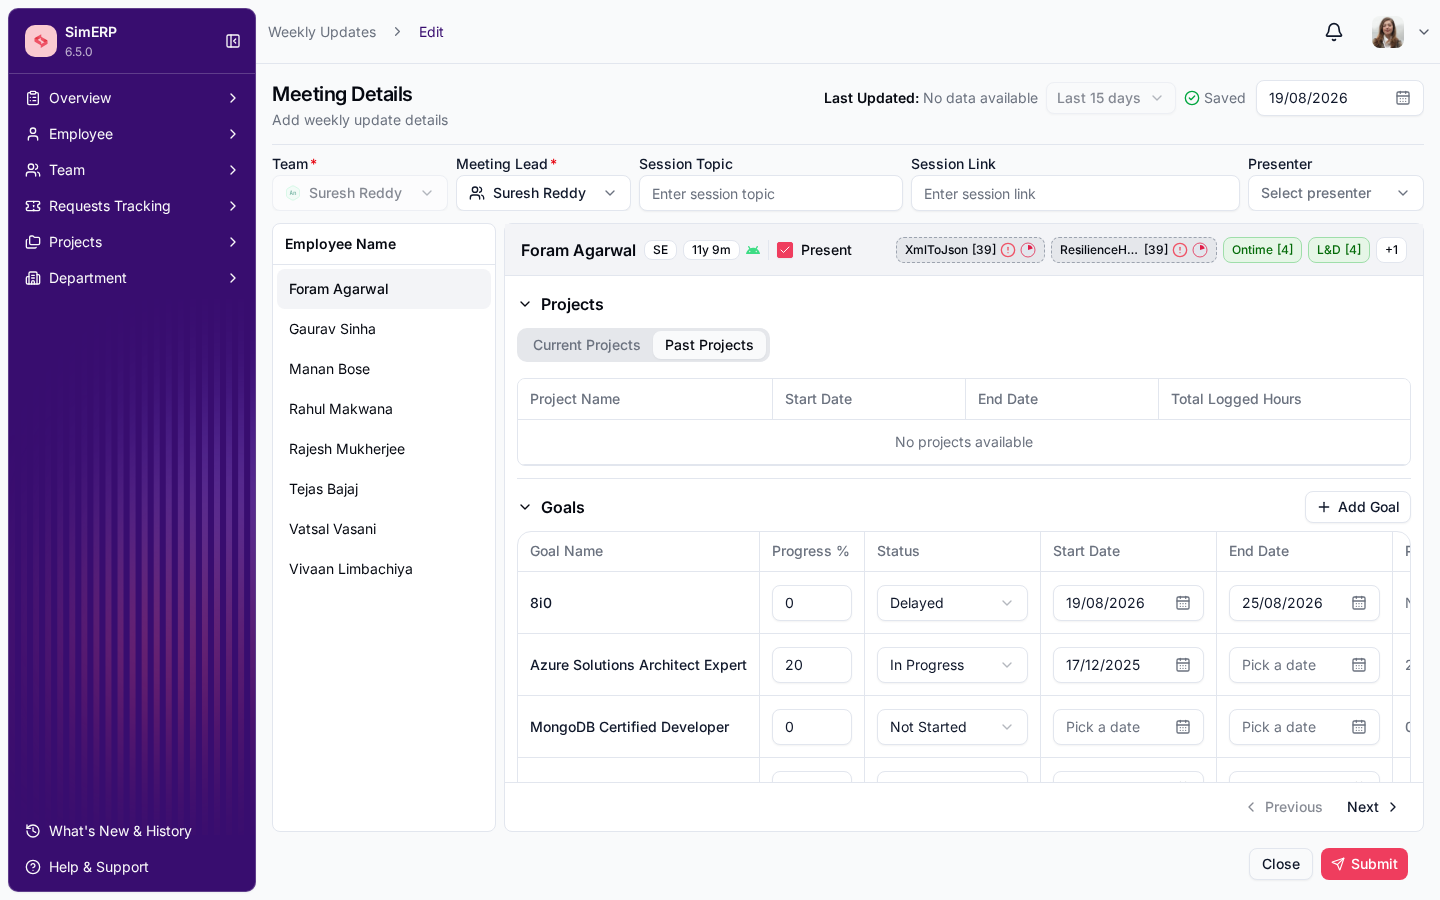 SimERP
6.5.0
Overview
Employee
Team
Requests Tracking
Projects
Department
What's New & History
Help & Support
Weekly Updates
Edit
Meeting Details
Add weekly update details
Last Updated: No data available
Last 15 days
Saved
19/08/2026
Team*
Suresh Reddy
Meeting Lead*
Suresh Reddy
Session Topic
Enter session topic
Session Link
Enter session link
Presenter
Select presenter
Employee Name
Foram Agarwal
Gaurav Sinha
Manan Bose
Rahul Makwana
Rajesh Mukherjee
Tejas Bajaj
Vatsal Vasani
Vivaan Limbachiya
Foram Agarwal
SE
11y 9m
Present
XmlToJson [39]
ResilienceH... [39]
Ontime [4]
L&D [4]
+1
Projects
Current Projects
Past Projects
Project Name
Start Date
End Date
Total Logged Hours
No projects available
Goals
Add Goal
Goal Name
Progress %
Status
Start Date
End Date
8i0
0
Delayed
19/08/2026
25/08/2026
Azure Solutions Architect Expert
20
In Progress
17/12/2025
Pick a date
MongoDB Certified Developer
0
Not Started
Pick a date
Pick a date
Previous
Next
Close
Submit